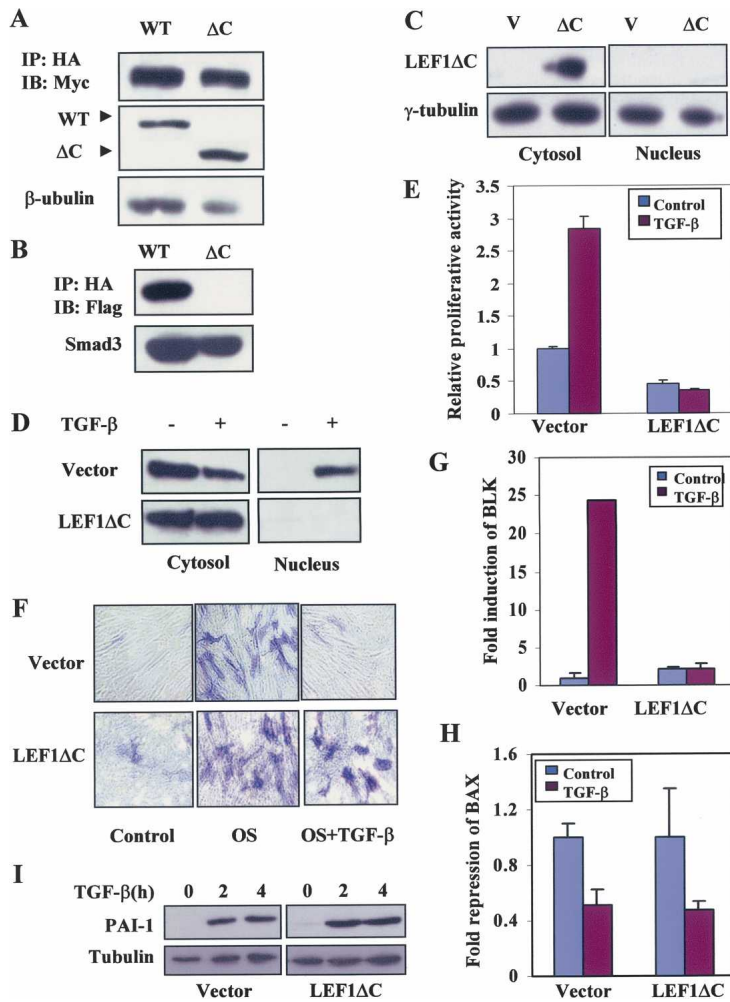 A
WT ΔC
IP: HA
IB: Myc
WT
ΔC
β-ubulin
B
WT ΔC
IP: HA
IB: Flag
Smad3
C
V ΔC V ΔC
LEF1ΔC
γ-tubulin
Cytosol Nucleus
D
TGF-β - + - +
Vector
LEF1ΔC
Cytosol Nucleus
E
Relative proliferative activity
3.5
3
2.5
2
1.5
1
0.5
0
Control
TGF-β
Vector LEF1ΔC
F
Vector
LEF1ΔC
Control OS OS+TGF-β
G
Fold induction of BLK
30
25
20
15
10
5
0
Control
TGF-β
Vector LEF1ΔC
H
Fold repression of BAX
1.6
1.2
0.8
0.4
0
Control
TGF-β
Vector LEF1ΔC
I
TGF-β(h) 0 2 4 0 2 4
PAI-1
Tubulin
Vector LEF1ΔC